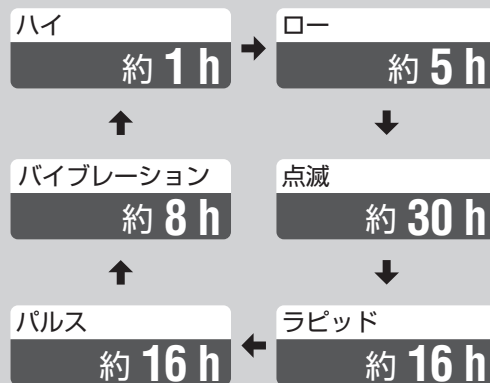 ハイ
約 1 h
ロー
約 5 h
点滅
約 30 h
ラピッド
約 16 h
パルス
約 16 h
バイブレーション
約 8 h